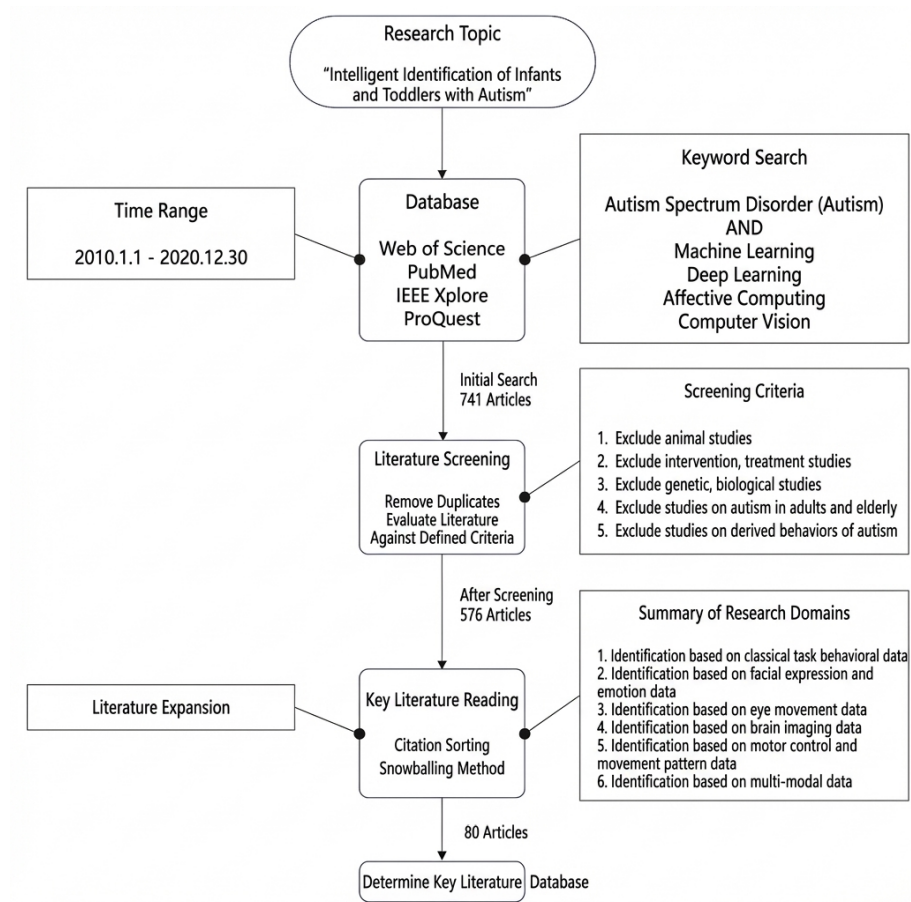 Research Topic
“Intelligent Identification of Infants
and Toddlers with Autism”
Time Range
2010.1.1 - 2020.12.30
Database
Web of Science
PubMed
IEEE Xplore
ProQuest
Keyword Search
Autism Spectrum Disorder (Autism)
AND
Machine Learning
Deep Learning
Affective Computing
Computer Vision
Initial Search
741 Articles
Literature Screening
Remove Duplicates
Evaluate Literature
Against Defined Criteria
Screening Criteria
1. Exclude animal studies
2. Exclude intervention, treatment studies
3. Exclude genetic, biological studies
4. Exclude studies on autism in adults and elderly
5. Exclude studies on derived behaviors of autism
After Screening
576 Articles
Literature Expansion
Key Literature Reading
Citation Sorting
Snowballing Method
Summary of Research Domains
1. Identification based on classical task behavioral data
2. Identification based on facial expression and
emotion data
3. Identification based on eye movement data
4. Identification based on brain imaging data
5. Identification based on motor control and
movement pattern data
6. Identification based on multi-modal data
80 Articles
Determine Key Literature Database